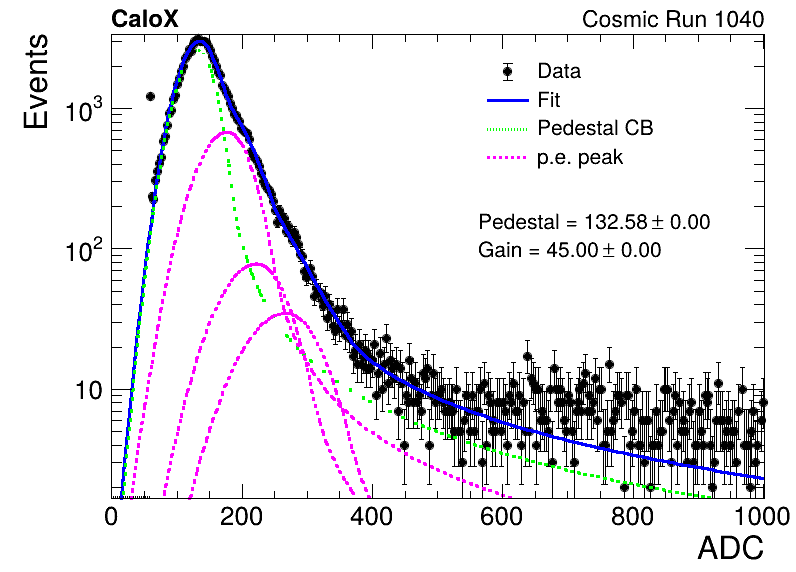 CaloX
Cosmic Run 1040
Events
Data
Fit
Pedestal CB
p.e. peak
Pedestal = 132.58 ± 0.00
Gain = 45.00 ± 0.00
10³
10²
10
0 200 400 600 800 1000
ADC